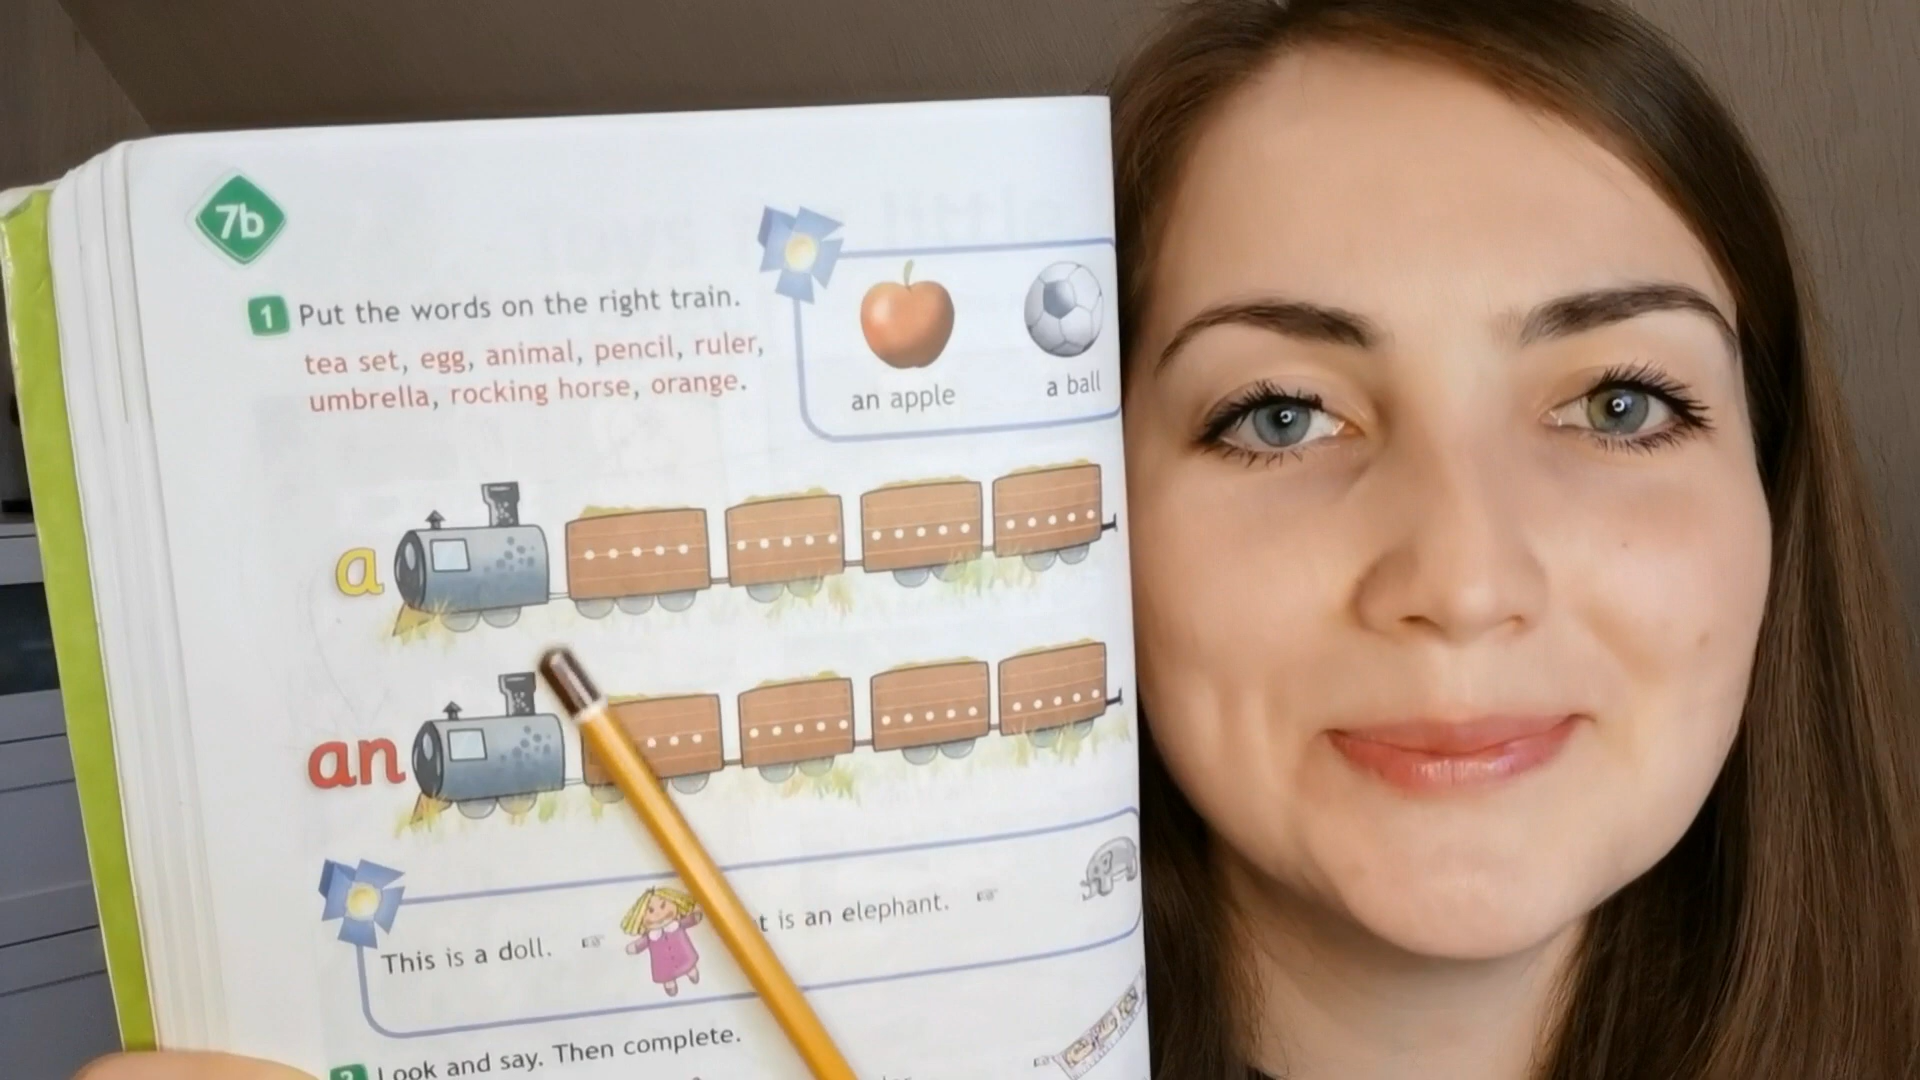 7b
1 Put the words on the right train.
tea set, egg, animal, pencil, ruler,
umbrella, rocking horse, orange.
an apple
a ball
a
an
This is a doll.
t is an elephant.
Look and say. Then complete.